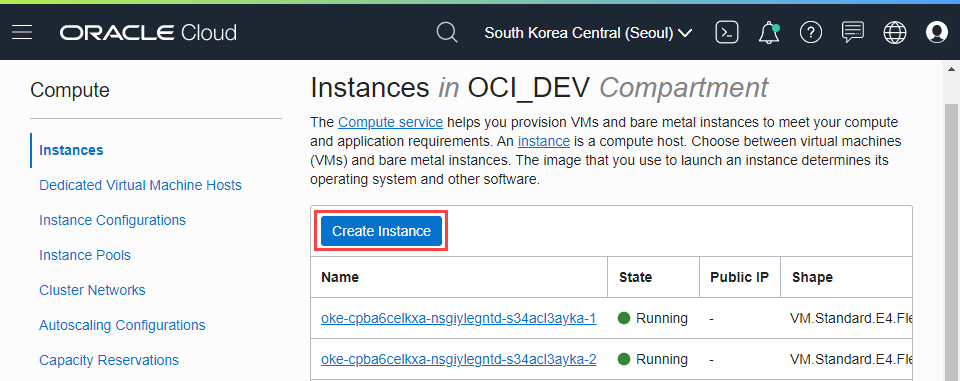 ORACLE Cloud
South Korea Central (Seoul)
Compute
Instances
Dedicated Virtual Machine Hosts
Instance Configurations
Instance Pools
Cluster Networks
Autoscaling Configurations
Capacity Reservations
Instances in OCI_DEV Compartment
The Compute service helps you provision VMs and bare metal instances to meet your compute
and application requirements. An instance is a compute host. Choose between virtual machines
(VMs) and bare metal instances. The image that you use to launch an instance determines its
operating system and other software.
Create Instance
Name State Public IP Shape
oke-cpba6celkxa-nsgiylegntd-s34acl3ayka-1 Running - VM.Standard.E4.Fle
oke-cpba6celkxa-nsgiylegntd-s34acl3ayka-2 Running - VM.Standard.E4.Fle